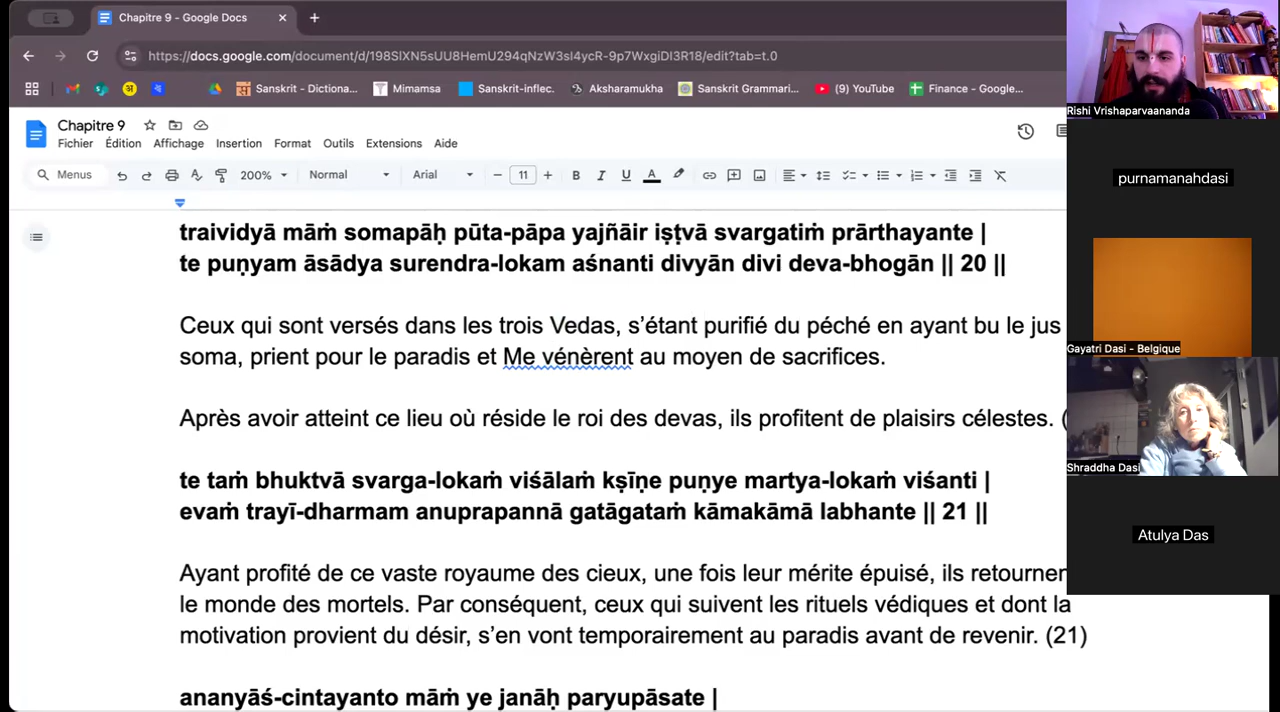 Chapitre 9 - Google Docs
https://docs.google.com/document/d/198SlXN5sUU8HemU294qNzW3sl4ycR-9p7WxgiDI3R18/edit?tab=t.0
Sanskrit - Dictiona... Mimamsa Sanskrit-inflec. Aksharamukha Sanskrit Grammari... (9) YouTube Finance - Google...
Chapitre 9
Fichier Édition Affichage Insertion Format Outils Extensions Aide
Menus 200% Normal Arial 11
traividyā māṁ somapāḥ pūta-pāpa yajñāir iṣṭvā svargatiṁ prārthayante |
te puṇyam āsādya surendra-lokam aśnanti divyān divi deva-bhogān || 20 ||
Ceux qui sont versés dans les trois Vedas, s’étant purifié du péché en ayant bu le jus
soma, prient pour le paradis et Me vénèrent au moyen de sacrifices.
Après avoir atteint ce lieu où réside le roi des devas, ils profitent de plaisirs célestes. (
te taṁ bhuktvā svarga-lokaṁ viśālaṁ kṣīṇe puṇye martya-lokaṁ viśanti |
evaṁ trayī-dharmam anuprapannā gatāgataṁ kāmakāmā labhante || 21 ||
Ayant profité de ce vaste royaume des cieux, une fois leur mérite épuisé, ils
le monde des mortels. Par conséquent, ceux qui suivent les rituels védiques et dont la
motivation provient du désir, s’en vont temporairement au paradis avant de revenir. (21)
ananyāś-cintayanto māṁ ye janāḥ paryupāsate |
Rishi Vrishaparvaananda
purnamanahdasi
Gayatri Dasi - Belgique
Shraddha Dasi
Atulya Das